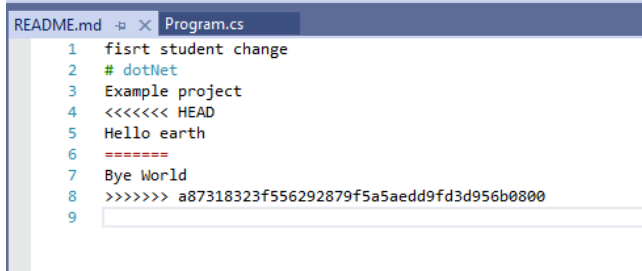 README.md Program.cs
1 fisrt student change
2 # dotNet
3 Example project
4 <<<<<<< HEAD
5 Hello earth
6 =======
7 Bye World
8 >>>>>>> a87318323f556292879f5a5aedd9fd3d956b0800
9